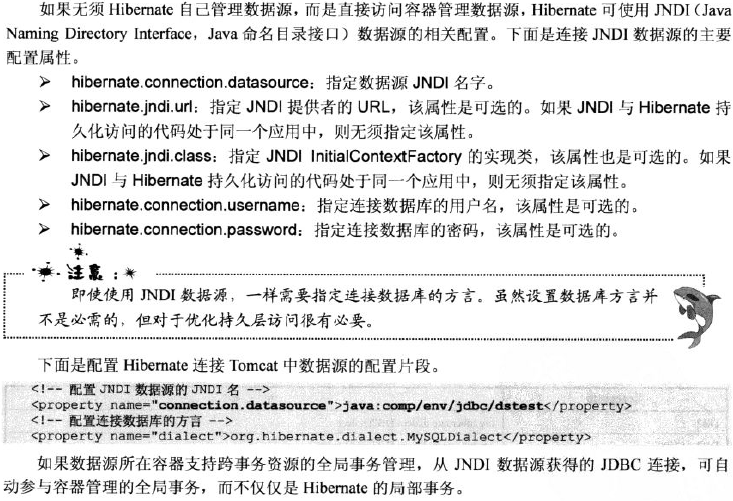 如果无须 Hibernate 自己管理数据源，而是直接访问容器管理数据源，Hibernate 可使用 JNDI（Java
Naming Directory Interface，Java 命名目录接口）数据源的相关配置。下面是连接 JNDI 数据源的主要
配置属性。
➢ hibernate.connection.datasource：指定数据源 JNDI 名字。
➢ hibernate.jndi.url：指定 JNDI 提供者的 URL，该属性是可选的。如果 JNDI 与 Hibernate 持
久化访问的代码处于同一个应用中，则无须指定该属性。
➢ hibernate.jndi.class：指定 JNDI InitialContextFactory 的实现类，该属性也是可选的。如果
JNDI 与 Hibernate 持久化访问的代码处于同一个应用中，则无须指定该属性。
➢ hibernate.connection.username：指定连接数据库的用户名，该属性是可选的。
➢ hibernate.connection.password：指定连接数据库的密码，该属性是可选的。
注意：
即使使用 JNDI 数据源，一样需要指定连接数据库的方言。虽然设置数据库方言并
不是必需的，但对于优化持久层访问很有必要。
下面是配置 Hibernate 连接 Tomcat 中数据源的配置片段。
<!-- 配置 JNDI 数据源的 JNDI 名 -->
<property name="connection.datasource">java:comp/env/jdbc/dstest</property>
<!-- 配置连接数据库的方言 -->
<property name="dialect">org.hibernate.dialect.MySQLDialect</property>
如果数据源所在容器支持跨事务资源的全局事务管理，从 JNDI 数据源获得的 JDBC 连接，可自
动参与容器管理的全局事务，而不仅仅是 Hibernate 的局部事务。